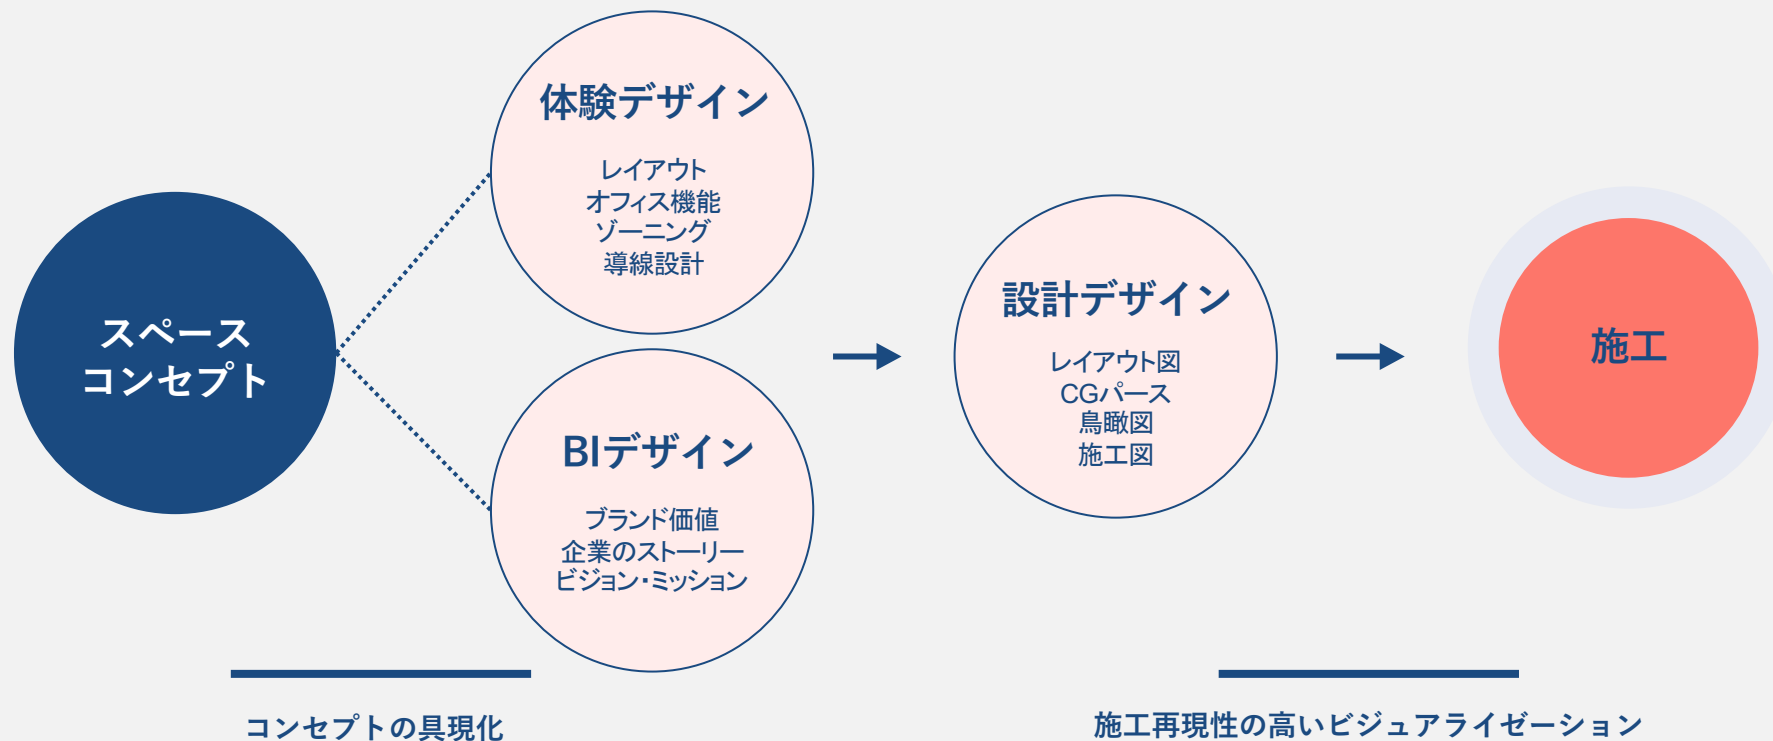 スペース
コンセプト
体験デザイン
レイアウト
オフィス機能
ゾーニング
導線設計
BIデザイン
ブランド価値
企業のストーリー
ビジョン・ミッション
設計デザイン
レイアウト図
CGパース
鳥瞰図
施工図
施工
コンセプトの具現化
施工再現性の高いビジュアライゼーション